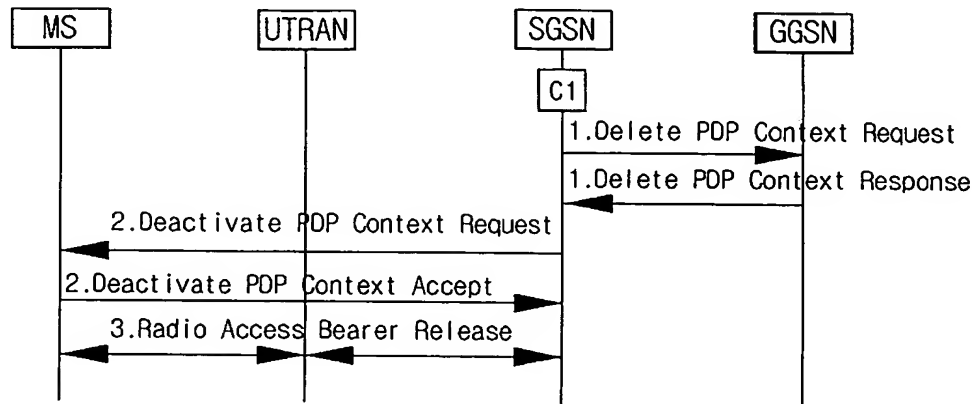 MS
UTRAN
SGSN
GGSN
C1
1.Delete PDP Context Request
1.Delete PDP Context Response
2.Deactivate PDP Context Request
2.Deactivate PDP Context Accept
3.Radio Access Bearer Release